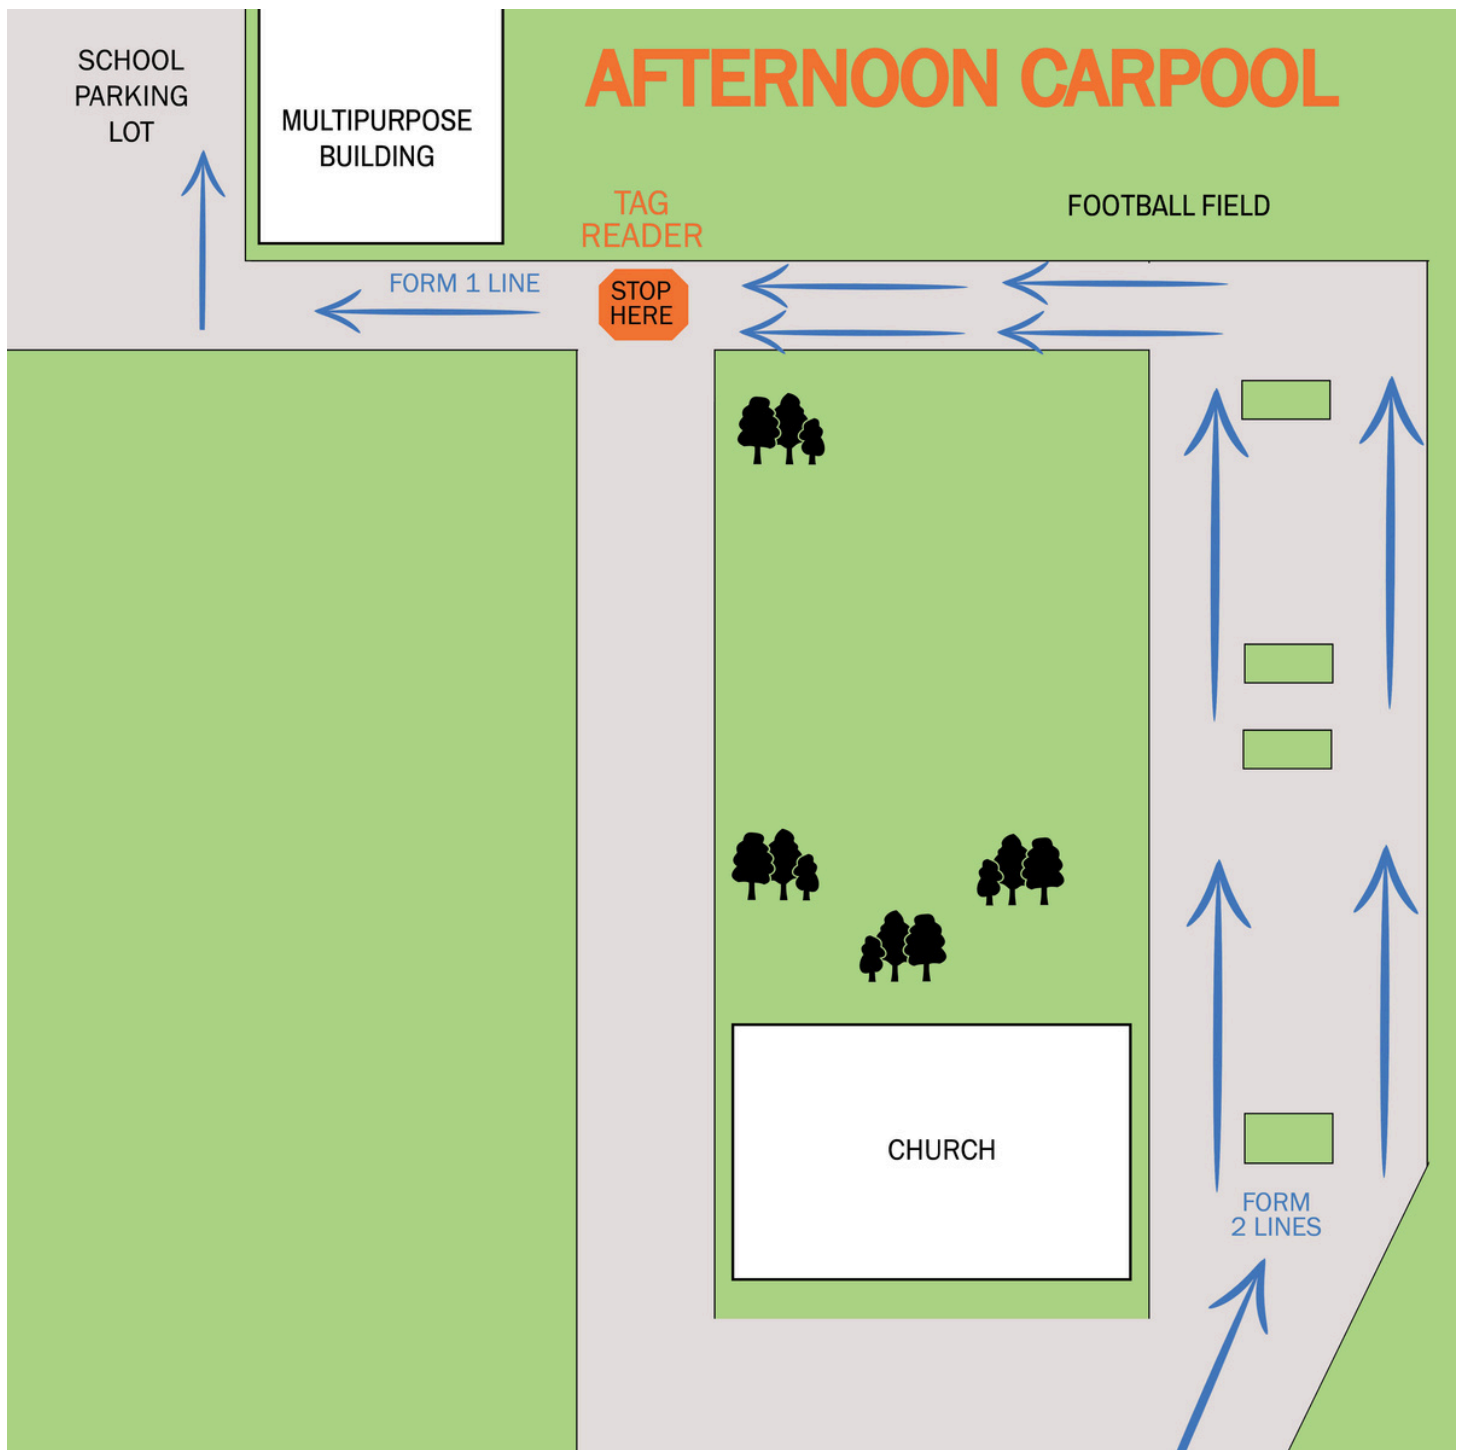 AFTERNOON CARPOOL
SCHOOL
PARKING
LOT
MULTIPURPOSE
BUILDING
TAG
READER
FOOTBALL FIELD
FORM 1 LINE
STOP
HERE
CHURCH
FORM
2 LINES